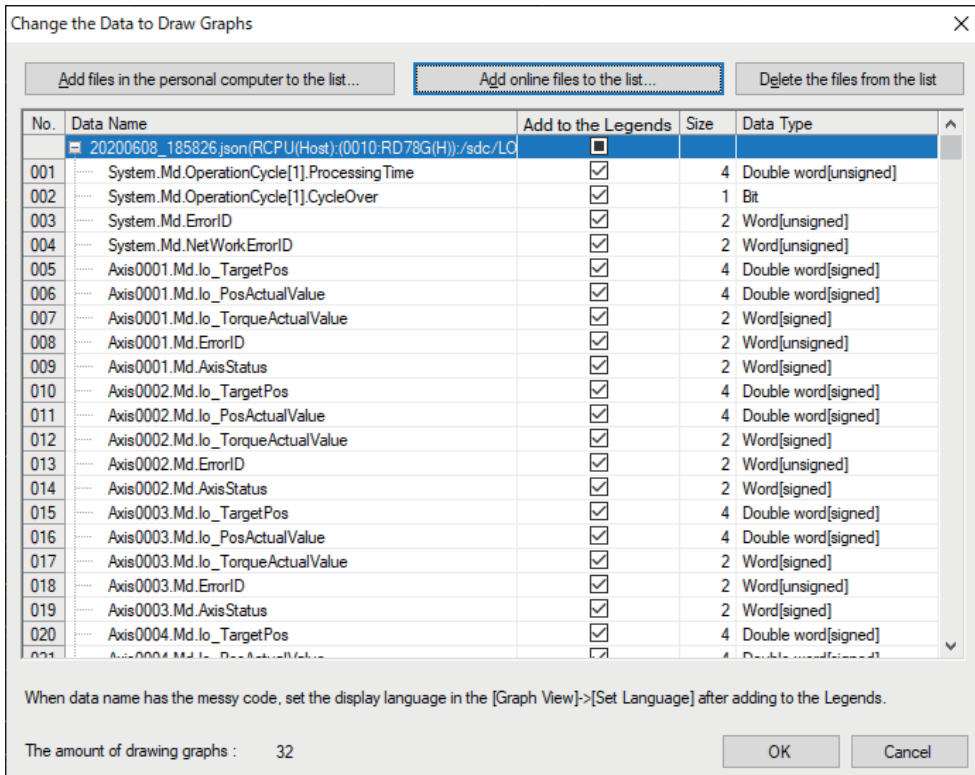 Change the Data to Draw Graphs
Add files in the personal computer to the list... Add online files to the list... Delete the files from the list
No. Data Name Add to the Legends Size Data Type
20200608_185826.json(RCPU(Host):(0010:RD78G(H)):/sdc/LO
001 System.Md.OperationCycle[1].ProcessingTime 4 Double word[unsigned]
002 System.Md.OperationCycle[1].CycleOver 1 Bit
003 System.Md.ErrorID 2 Word[unsigned]
004 System.Md.NetWorkErrorID 2 Word[unsigned]
005 Axis0001.Md.Io_TargetPos 4 Double word[signed]
006 Axis0001.Md.Io_PosActualValue 4 Double word[signed]
007 Axis0001.Md.Io_TorqueActualValue 2 Word[signed]
008 Axis0001.Md.ErrorID 2 Word[unsigned]
009 Axis0001.Md.AxisStatus 2 Word[signed]
010 Axis0002.Md.Io_TargetPos 4 Double word[signed]
011 Axis0002.Md.Io_PosActualValue 4 Double word[signed]
012 Axis0002.Md.Io_TorqueActualValue 2 Word[signed]
013 Axis0002.Md.ErrorID 2 Word[unsigned]
014 Axis0002.Md.AxisStatus 2 Word[signed]
015 Axis0003.Md.Io_TargetPos 4 Double word[signed]
016 Axis0003.Md.Io_PosActualValue 4 Double word[signed]
017 Axis0003.Md.Io_TorqueActualValue 2 Word[signed]
018 Axis0003.Md.ErrorID 2 Word[unsigned]
019 Axis0003.Md.AxisStatus 2 Word[signed]
020 Axis0004.Md.Io_TargetPos 4 Double word[signed]
When data name has the messy code, set the display language in the [Graph View]->[Set Language] after adding to the Legends.
The amount of drawing graphs : 32 OK Cancel